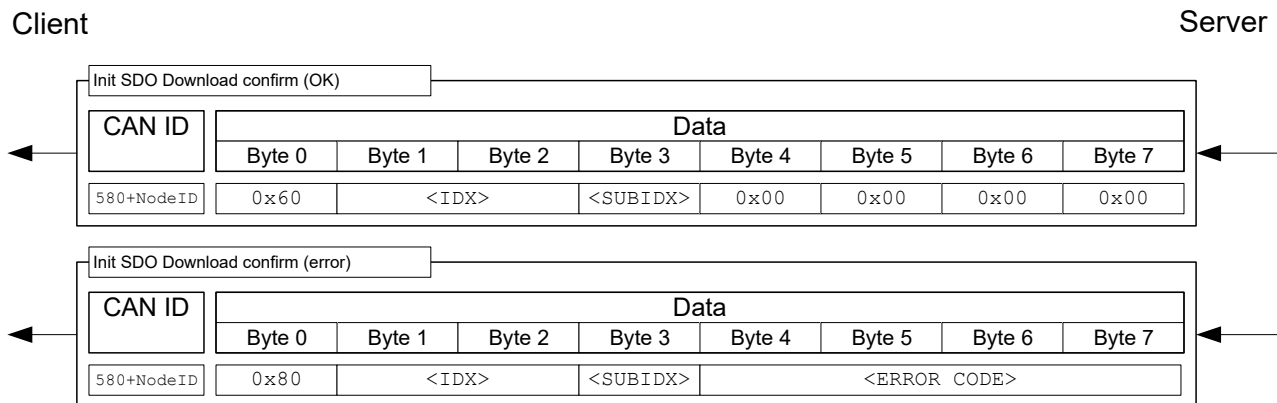 Client Server
Init SDO Download confirm (OK)
CAN ID Data
Byte 0 Byte 1 Byte 2 Byte 3 Byte 4 Byte 5 Byte 6 Byte 7
580+NodeID 0x60 <IDX> <SUBIDX> 0x00 0x00 0x00 0x00
Init SDO Download confirm (error)
CAN ID Data
Byte 0 Byte 1 Byte 2 Byte 3 Byte 4 Byte 5 Byte 6 Byte 7
580+NodeID 0x80 <IDX> <SUBIDX> <ERROR CODE>